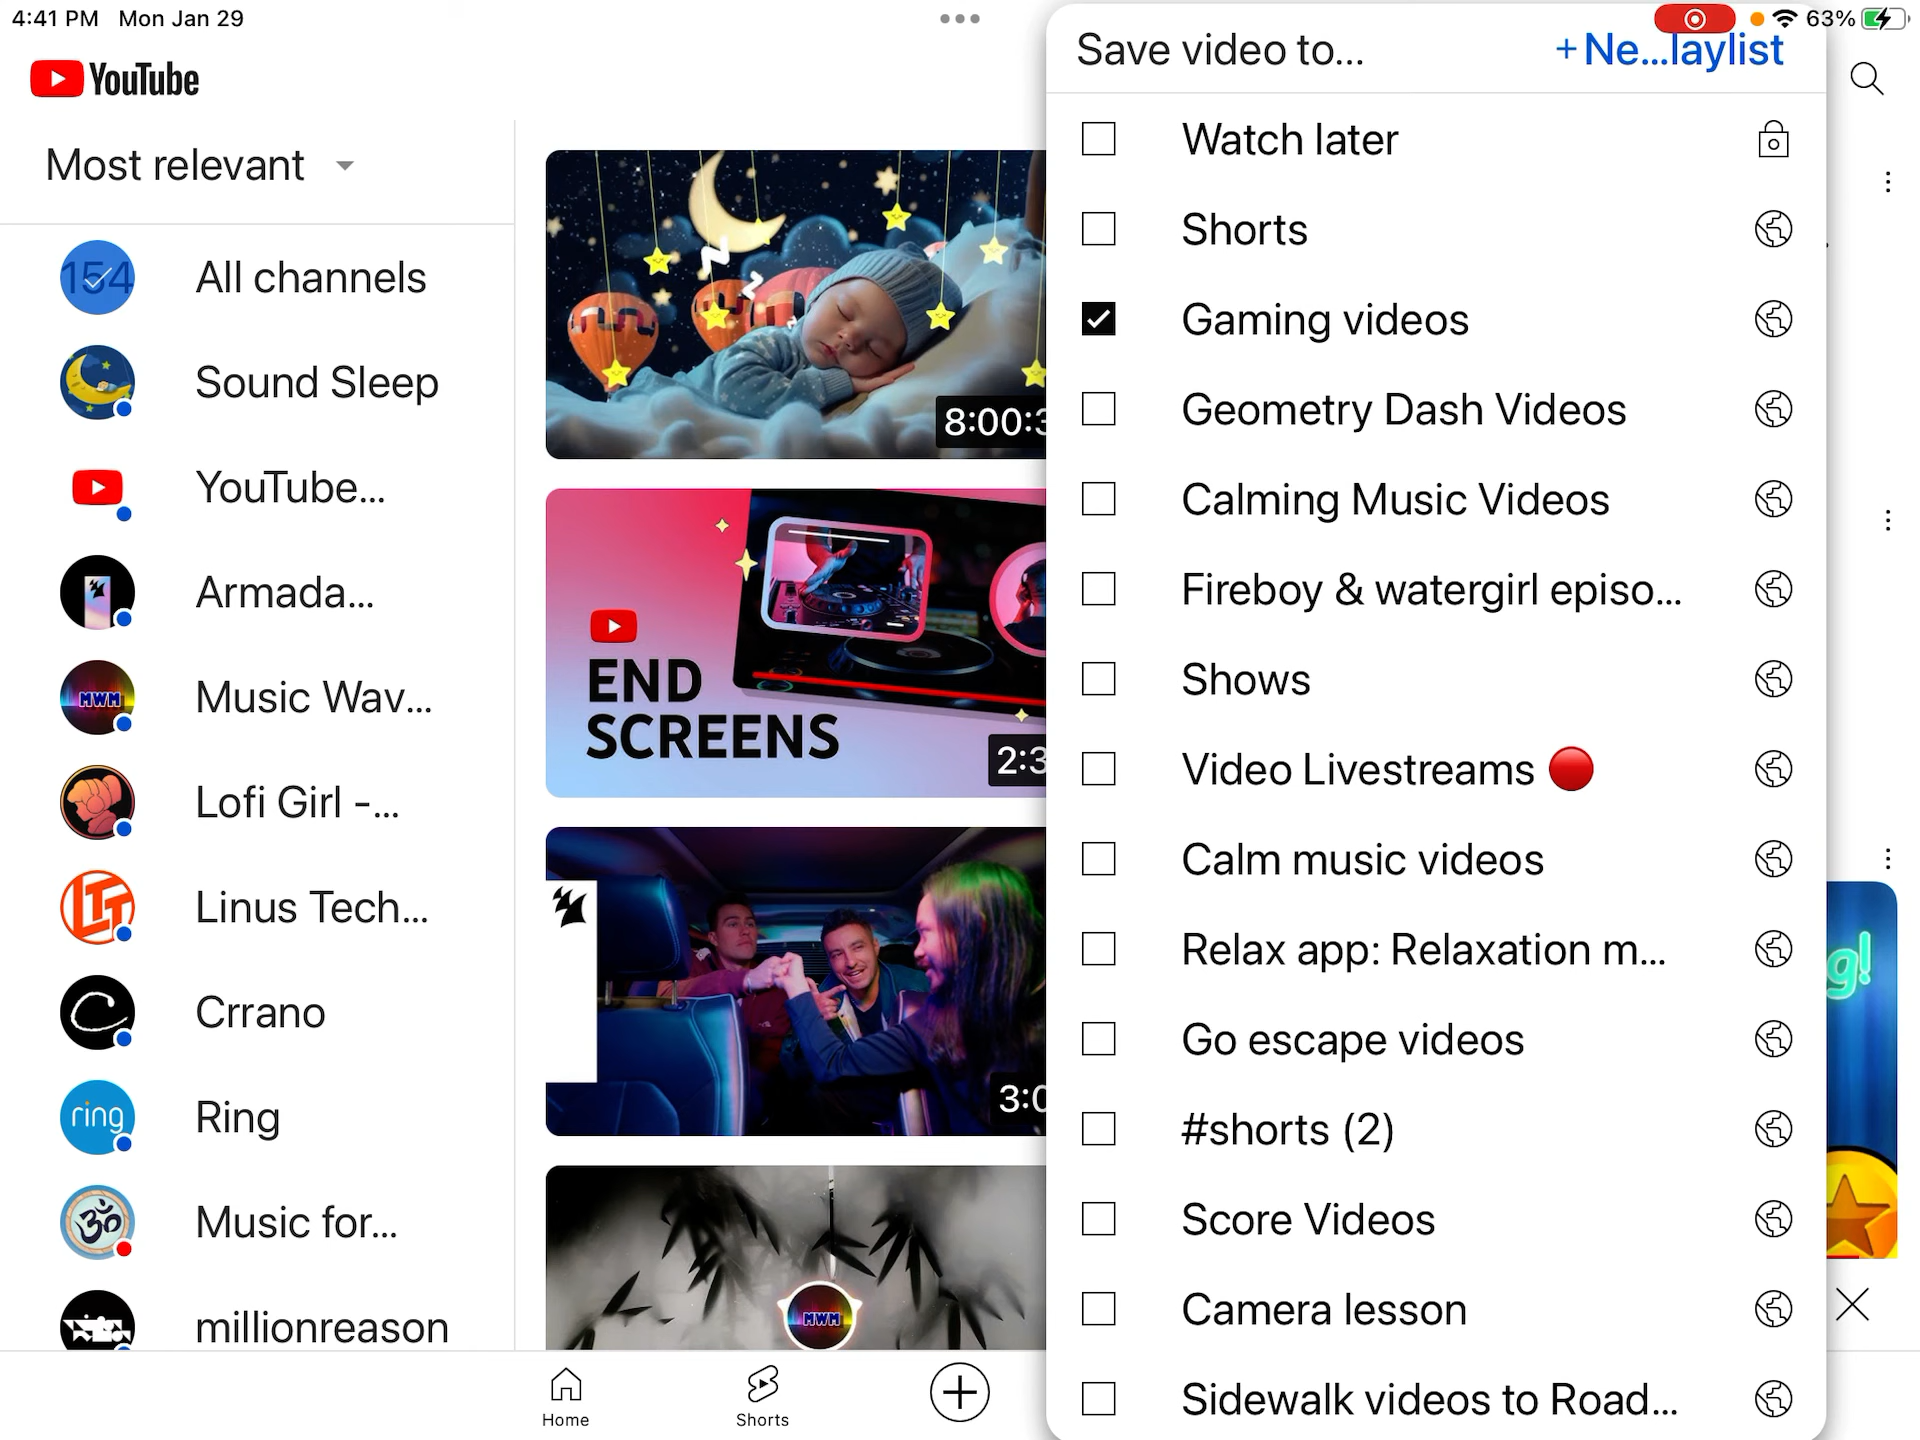 4:41 PM Mon Jan 29
63%
YouTube
Most relevant
154
All channels
Sound Sleep
YouTube...
Armada...
MWM
Music Wav...
Lofi Girl -...
LTT
Linus Tech...
Crrano
ring
Ring
Music for...
millionreason
8:00:3
END
SCREENS
2:3
3:0
MWM
Home
Shorts
Save video to...
+ Ne...laylist
Watch later
Shorts
Gaming videos
Geometry Dash Videos
Calming Music Videos
Fireboy & watergirl episo...
Shows
Video Livestreams 🔴
Calm music videos
Relax app: Relaxation m...
Go escape videos
#shorts (2)
Score Videos
Camera lesson
Sidewalk videos to Road...
g!